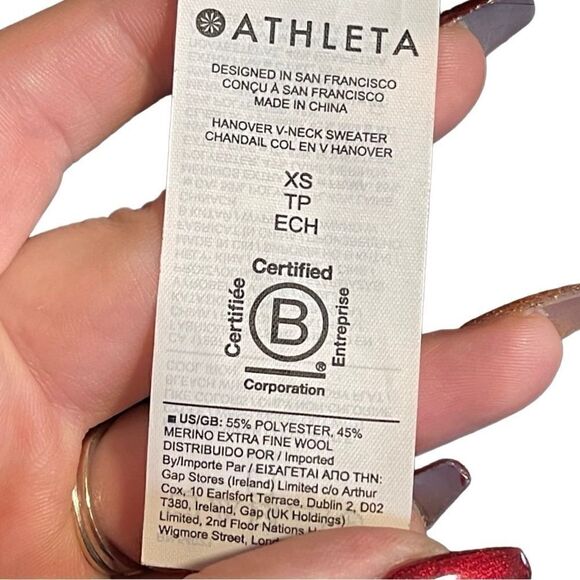 ATHLETA
DESIGNED IN SAN FRANCISCO
CONÇU À SAN FRANCISCO
MADE IN CHINA
HANOVER V-NECK SWEATER
CHANDAIL COL EN V HANOVER
XS
TP
ECH
Certified
Certifiée
B
Entreprise
®
Corporation
US/GB: 55% POLYESTER, 45%
MERINO EXTRA FINE WOOL
DISTRIBUIDO POR / Imported
By/Importé Par / ΕΙΣΑΓΕΤΑΙ ΑΠΟ ΤΗΝ:
Gap Stores (Ireland) Limited c/o Arthur
Cox, 10 Earlsfort Terrace, Dublin 2, D02
T380, Ireland, Gap (UK Holdings)
Limited, 2nd Floor Nations
Wigmore Street,